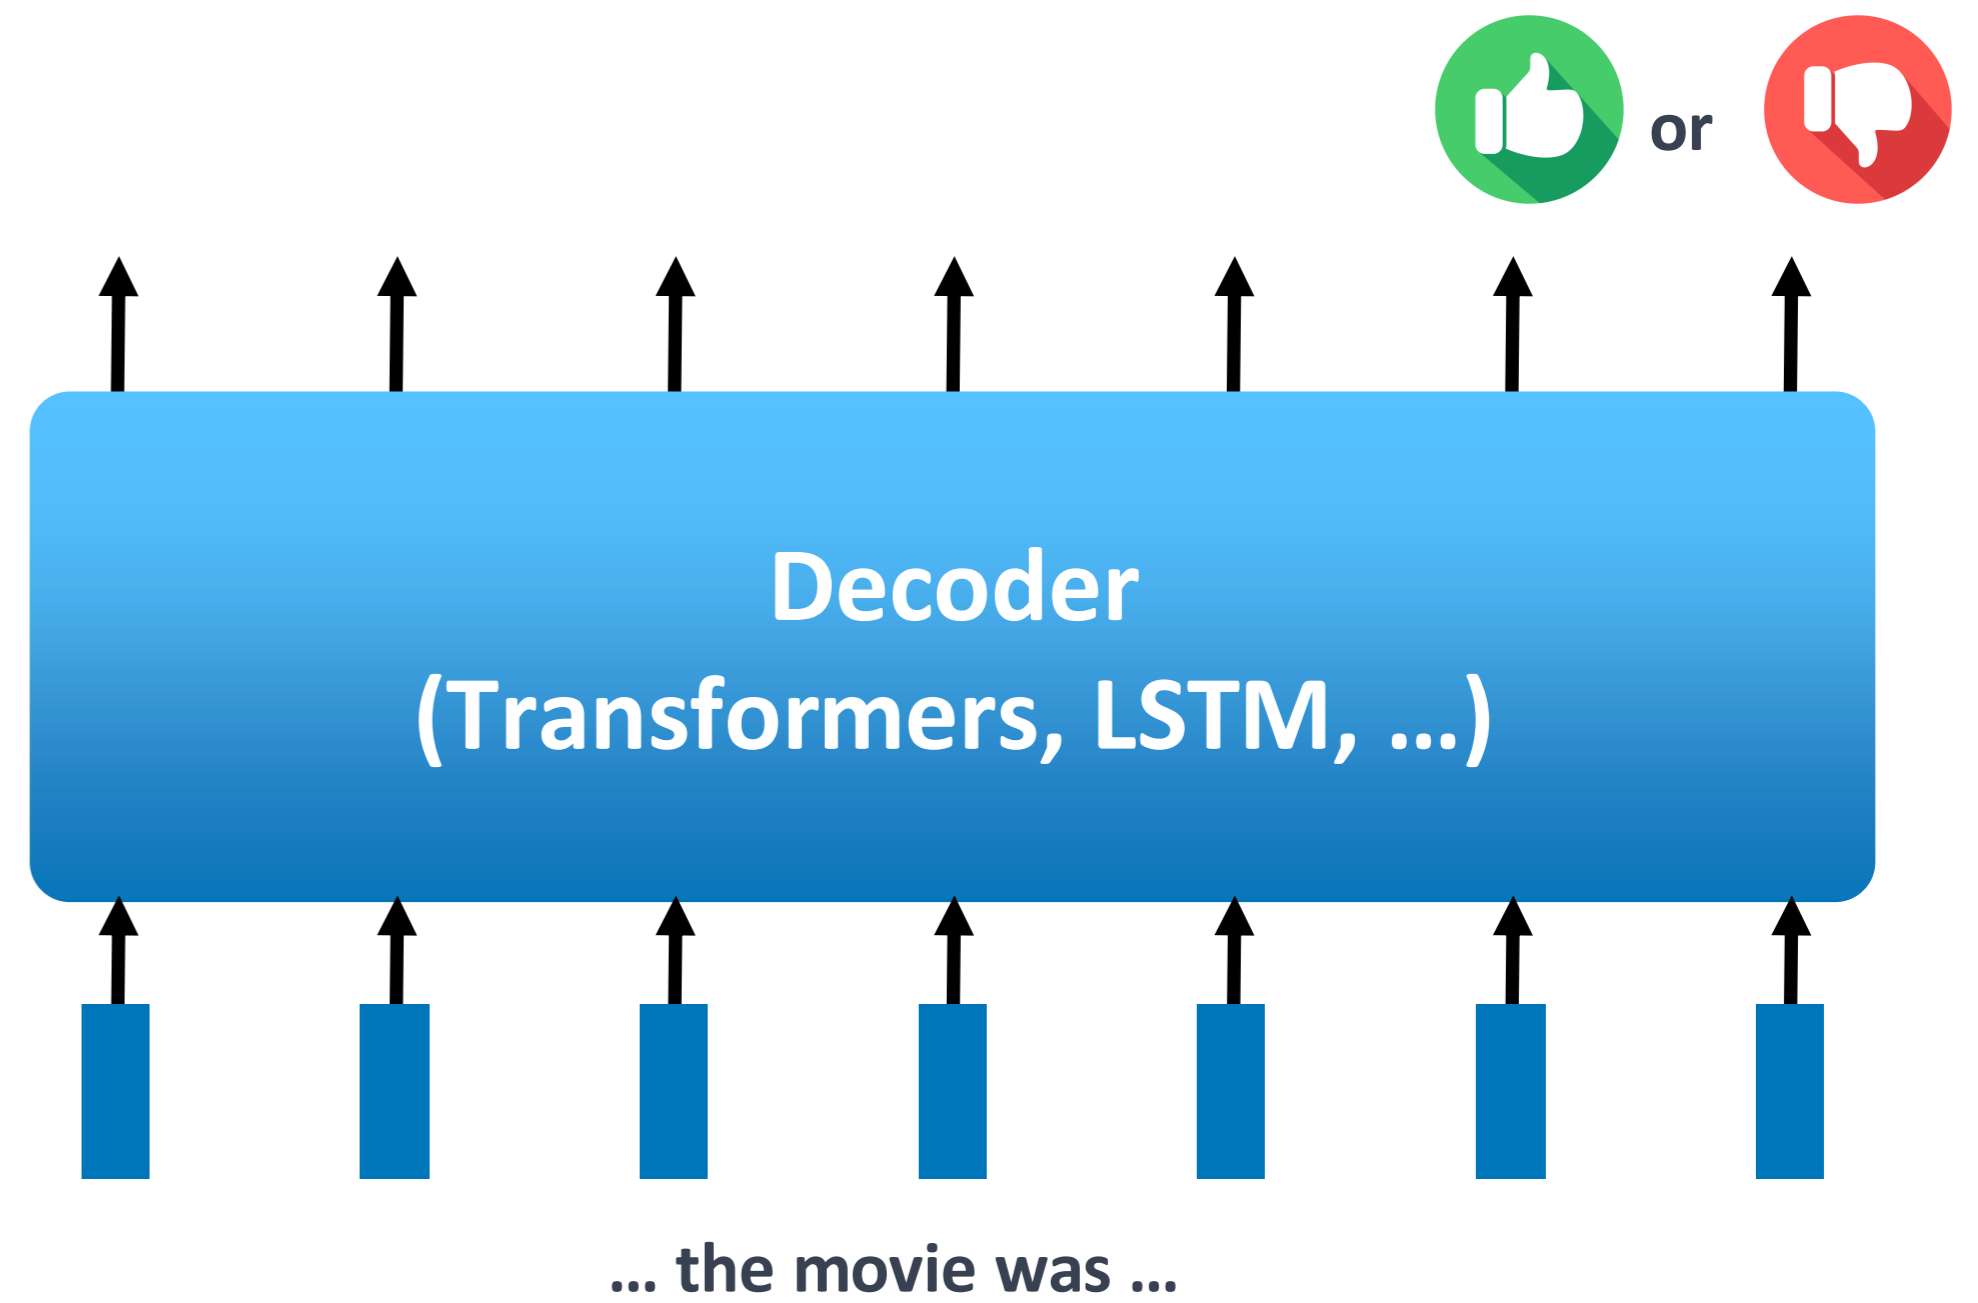 or
Decoder
(Transformers, LSTM, ...)
... the movie was ...